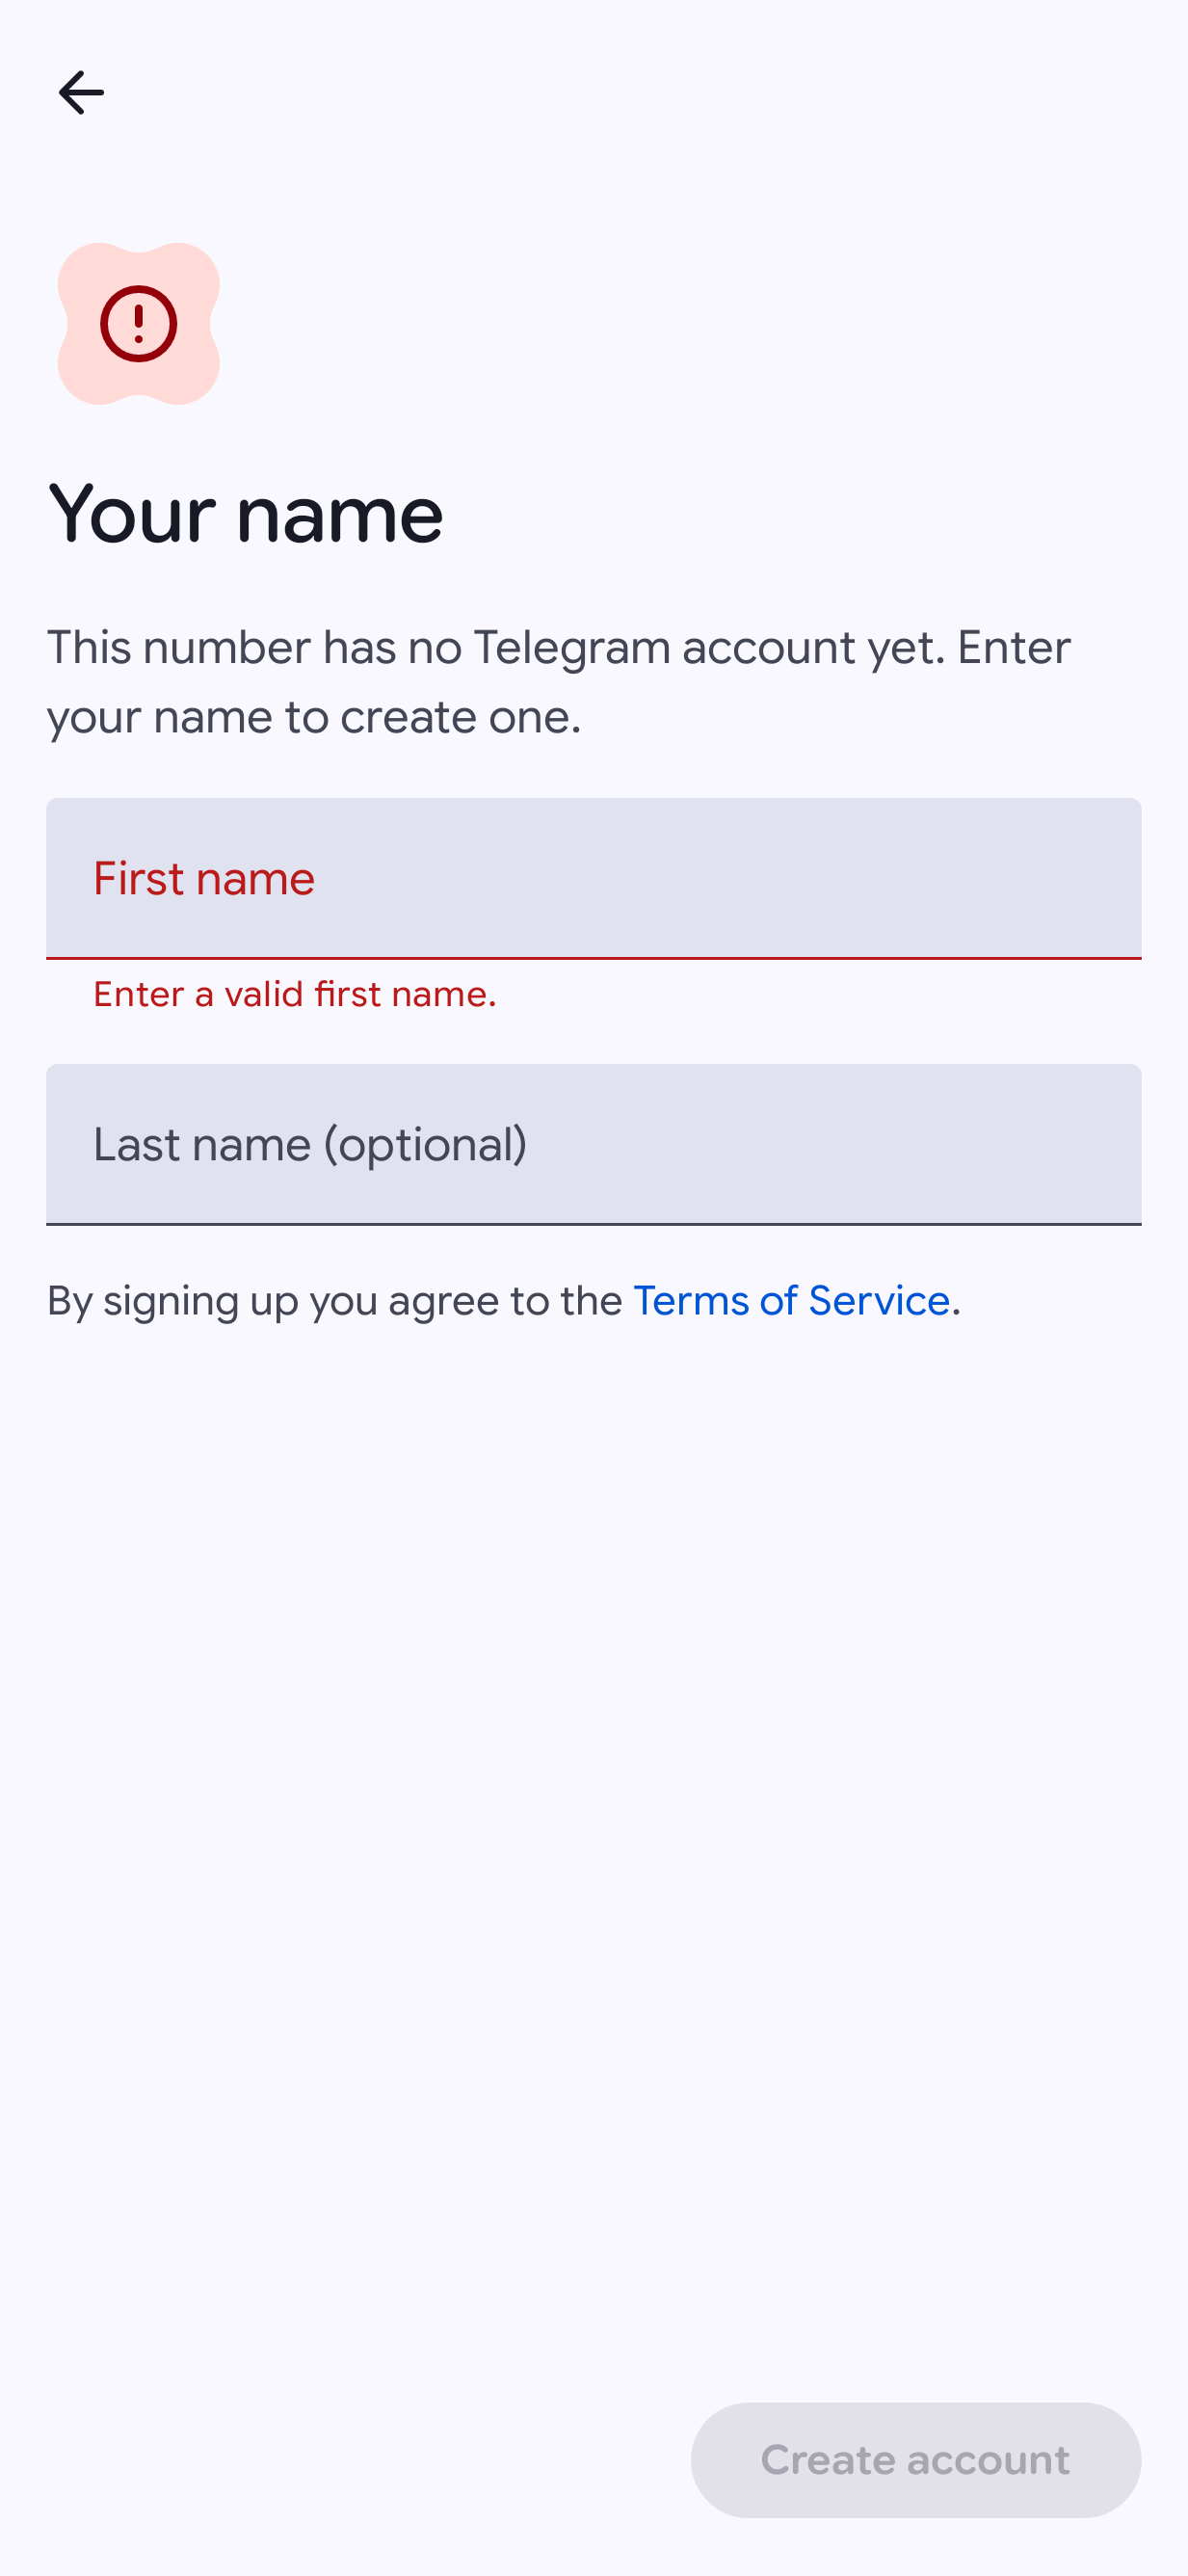 Your name
This number has no Telegram account yet. Enter
your name to create one.
First name
Enter a valid first name.
Last name (optional)
By signing up you agree to the Terms of Service.
Create account